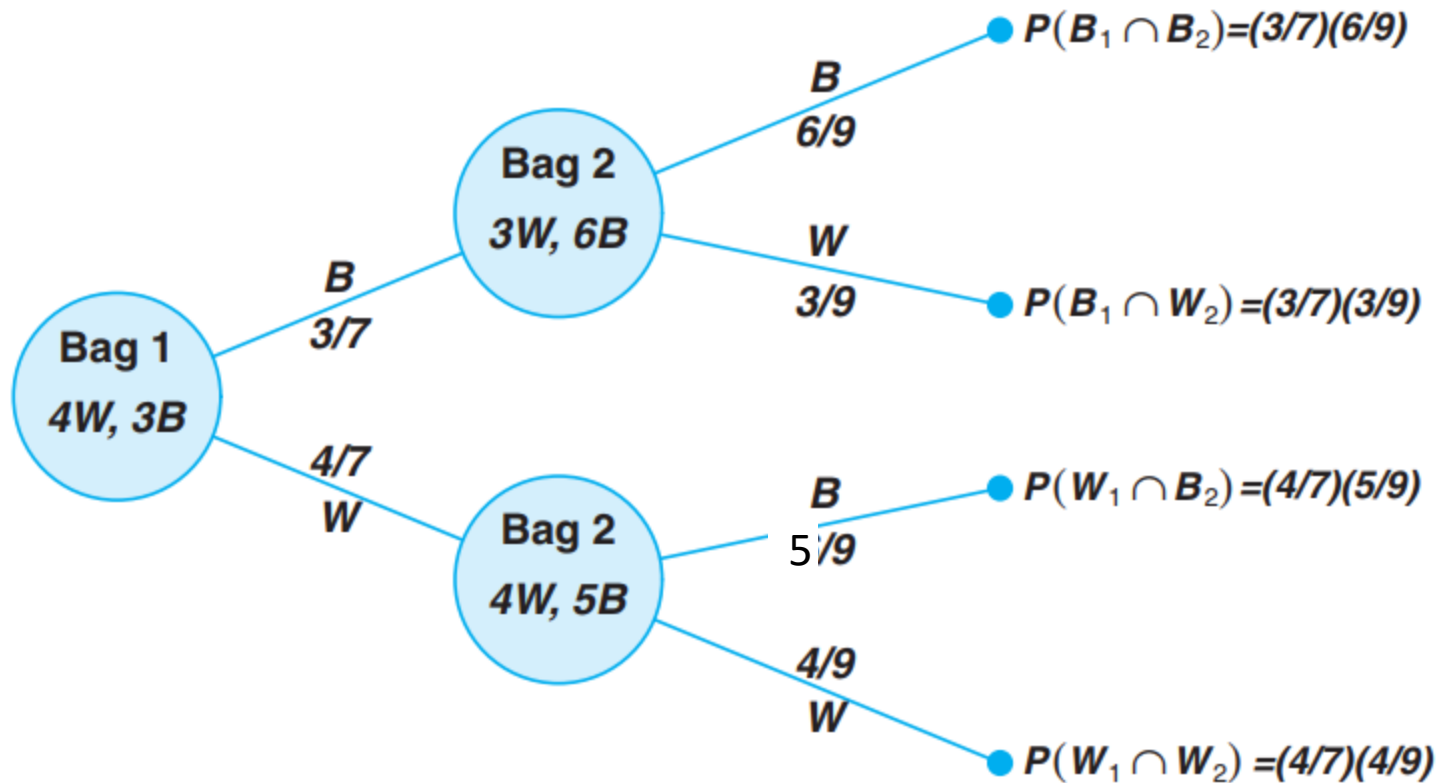 P(B₁ ∩ B₂)=(3/7)(6/9)
B
6/9
Bag 2
3W, 6B
W
3/9
P(B₁ ∩ W₂) =(3/7)(3/9)
B
3/7
Bag 1
4W, 3B
4/7
W
B
5/9
P(W₁ ∩ B₂) =(4/7)(5/9)
Bag 2
4W, 5B
4/9
W
P(W₁ ∩ W₂) =(4/7)(4/9)